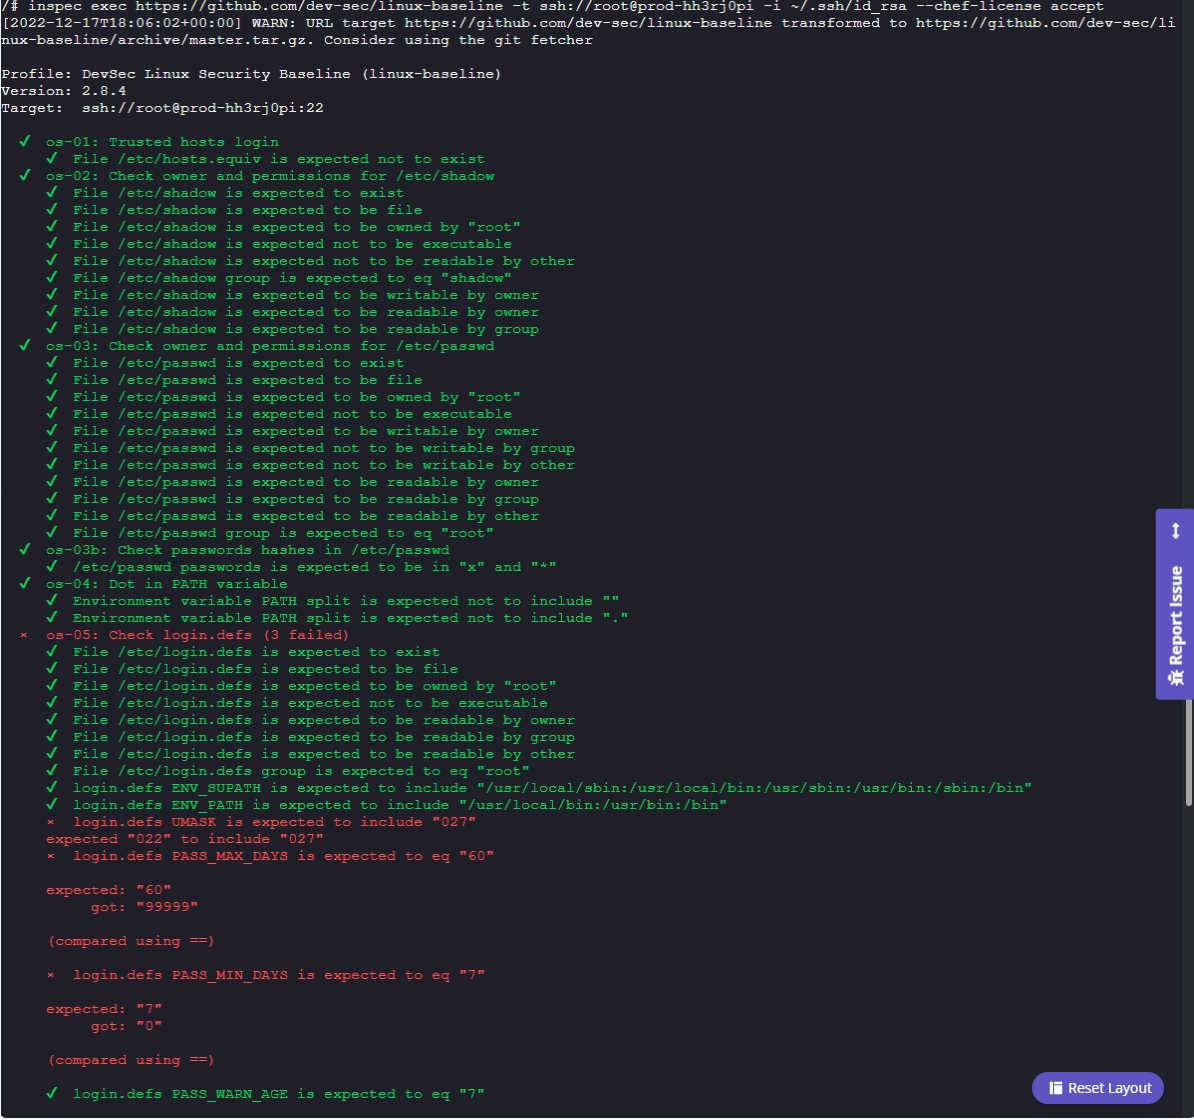 /# inspec exec https://github.com/dev-sec/linux-baseline -t ssh://root@prod-hh3rj0pi -i ~/.ssh/id_rsa --chef-license accept
[2022-12-17T18:06:02+00:00] WARN: URL target https://github.com/dev-sec/linux-baseline transformed to https://github.com/dev-sec/li
nux-baseline/archive/master.tar.gz. Consider using the git fetcher
Profile: DevSec Linux Security Baseline (linux-baseline)
Version: 2.8.4
Target:  ssh://root@prod-hh3rj0pi:22
✔  os-01: Trusted hosts login
✔  File /etc/hosts.equiv is expected not to exist
✔  os-02: Check owner and permissions for /etc/shadow
✔  File /etc/shadow is expected to exist
✔  File /etc/shadow is expected to be file
✔  File /etc/shadow is expected to be owned by "root"
✔  File /etc/shadow is expected not to be executable
✔  File /etc/shadow is expected not to be readable by other
✔  File /etc/shadow group is expected to eq "shadow"
✔  File /etc/shadow is expected to be writable by owner
✔  File /etc/shadow is expected to be readable by owner
✔  File /etc/shadow is expected to be readable by group
✔  os-03: Check owner and permissions for /etc/passwd
✔  File /etc/passwd is expected to exist
✔  File /etc/passwd is expected to be file
✔  File /etc/passwd is expected to be owned by "root"
✔  File /etc/passwd is expected not to be executable
✔  File /etc/passwd is expected to be writable by owner
✔  File /etc/passwd is expected not to be writable by group
✔  File /etc/passwd is expected not to be writable by other
✔  File /etc/passwd is expected to be readable by owner
✔  File /etc/passwd is expected to be readable by group
✔  File /etc/passwd is expected to be readable by other
✔  File /etc/passwd group is expected to eq "root"
✔  os-03b: Check passwords hashes in /etc/passwd
✔  /etc/passwd passwords is expected to be in "x" and "*"
✔  os-04: Dot in PATH variable
✔  Environment variable PATH split is expected not to include ""
✔  Environment variable PATH split is expected not to include "."
×  os-05: Check login.defs (3 failed)
✔  File /etc/login.defs is expected to exist
✔  File /etc/login.defs is expected to be file
✔  File /etc/login.defs is expected to be owned by "root"
✔  File /etc/login.defs is expected not to be executable
✔  File /etc/login.defs is expected to be readable by owner
✔  File /etc/login.defs is expected to be readable by group
✔  File /etc/login.defs is expected to be readable by other
✔  File /etc/login.defs group is expected to eq "root"
✔  login.defs ENV_SUPATH is expected to include "/usr/local/sbin:/usr/local/bin:/usr/sbin:/usr/bin:/sbin:/bin"
✔  login.defs ENV_PATH is expected to include "/usr/local/bin:/usr/bin:/bin"
×  login.defs UMASK is expected to include "027"
expected "022" to include "027"
×  login.defs PASS_MAX_DAYS is expected to eq "60"
expected: "60"
got: "99999"
(compared using ==)
×  login.defs PASS_MIN_DAYS is expected to eq "7"
expected: "7"
got: "0"
(compared using ==)
✔  login.defs PASS_WARN_AGE is expected to eq "7"
Report Issue
Reset Layout